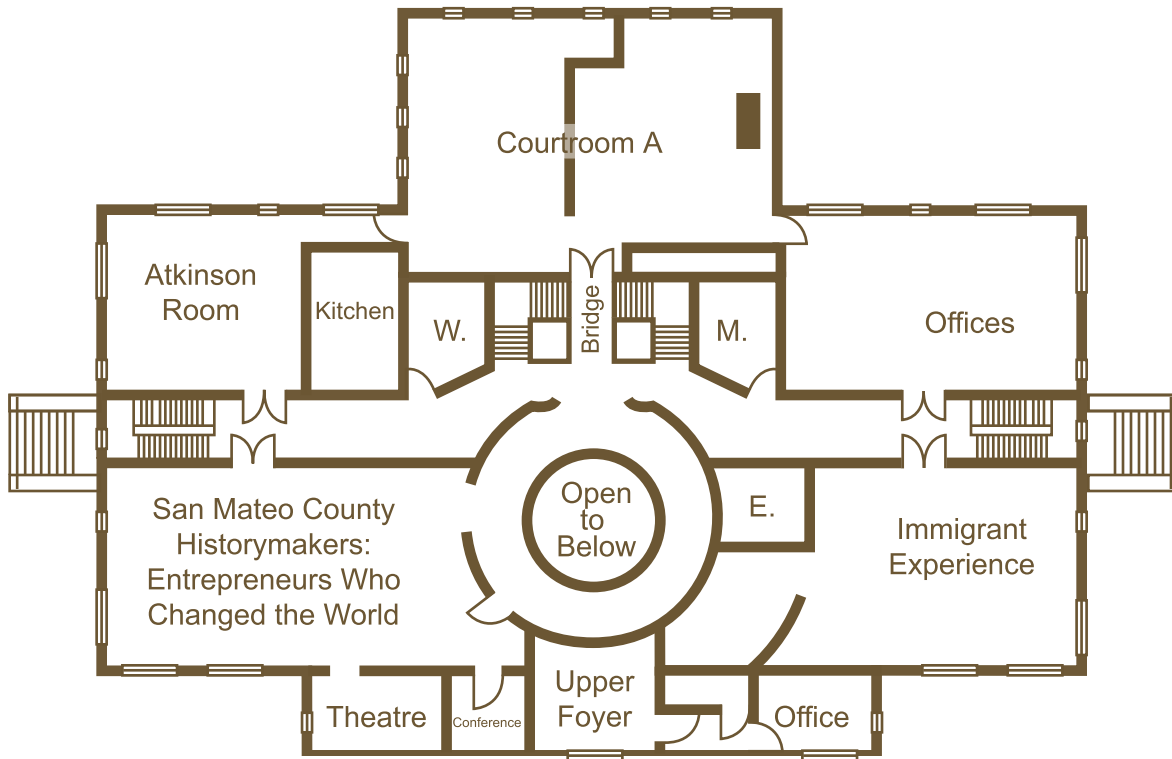 Courtroom A
Atkinson
Room
Kitchen
W.
Bridge
M.
Offices
San Mateo County
Historymakers:
Entrepreneurs Who
Changed the World
Open
to
Below
E.
Immigrant
Experience
Theatre
Conference
Upper
Foyer
Office